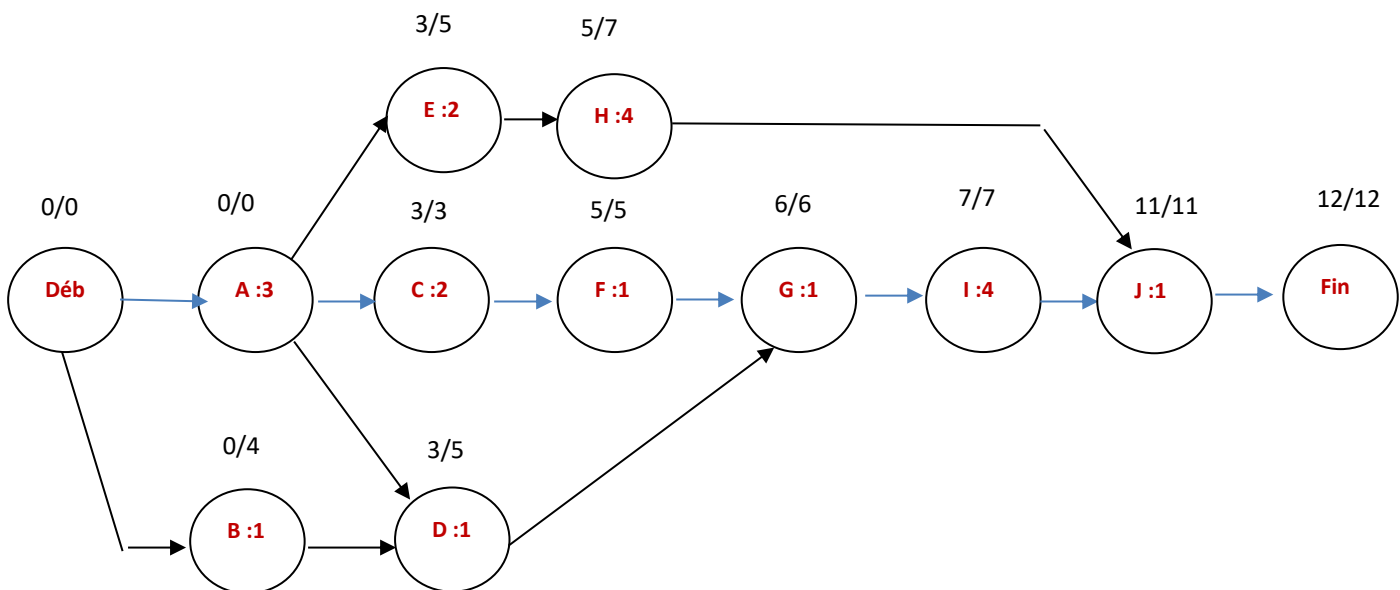 3/5
5/7
E :2
H :4
0/0
0/0
3/3
5/5
6/6
7/7
11/11
12/12
Déb
A :3
C :2
F :1
G :1
I :4
J :1
Fin
0/4
3/5
B :1
D :1